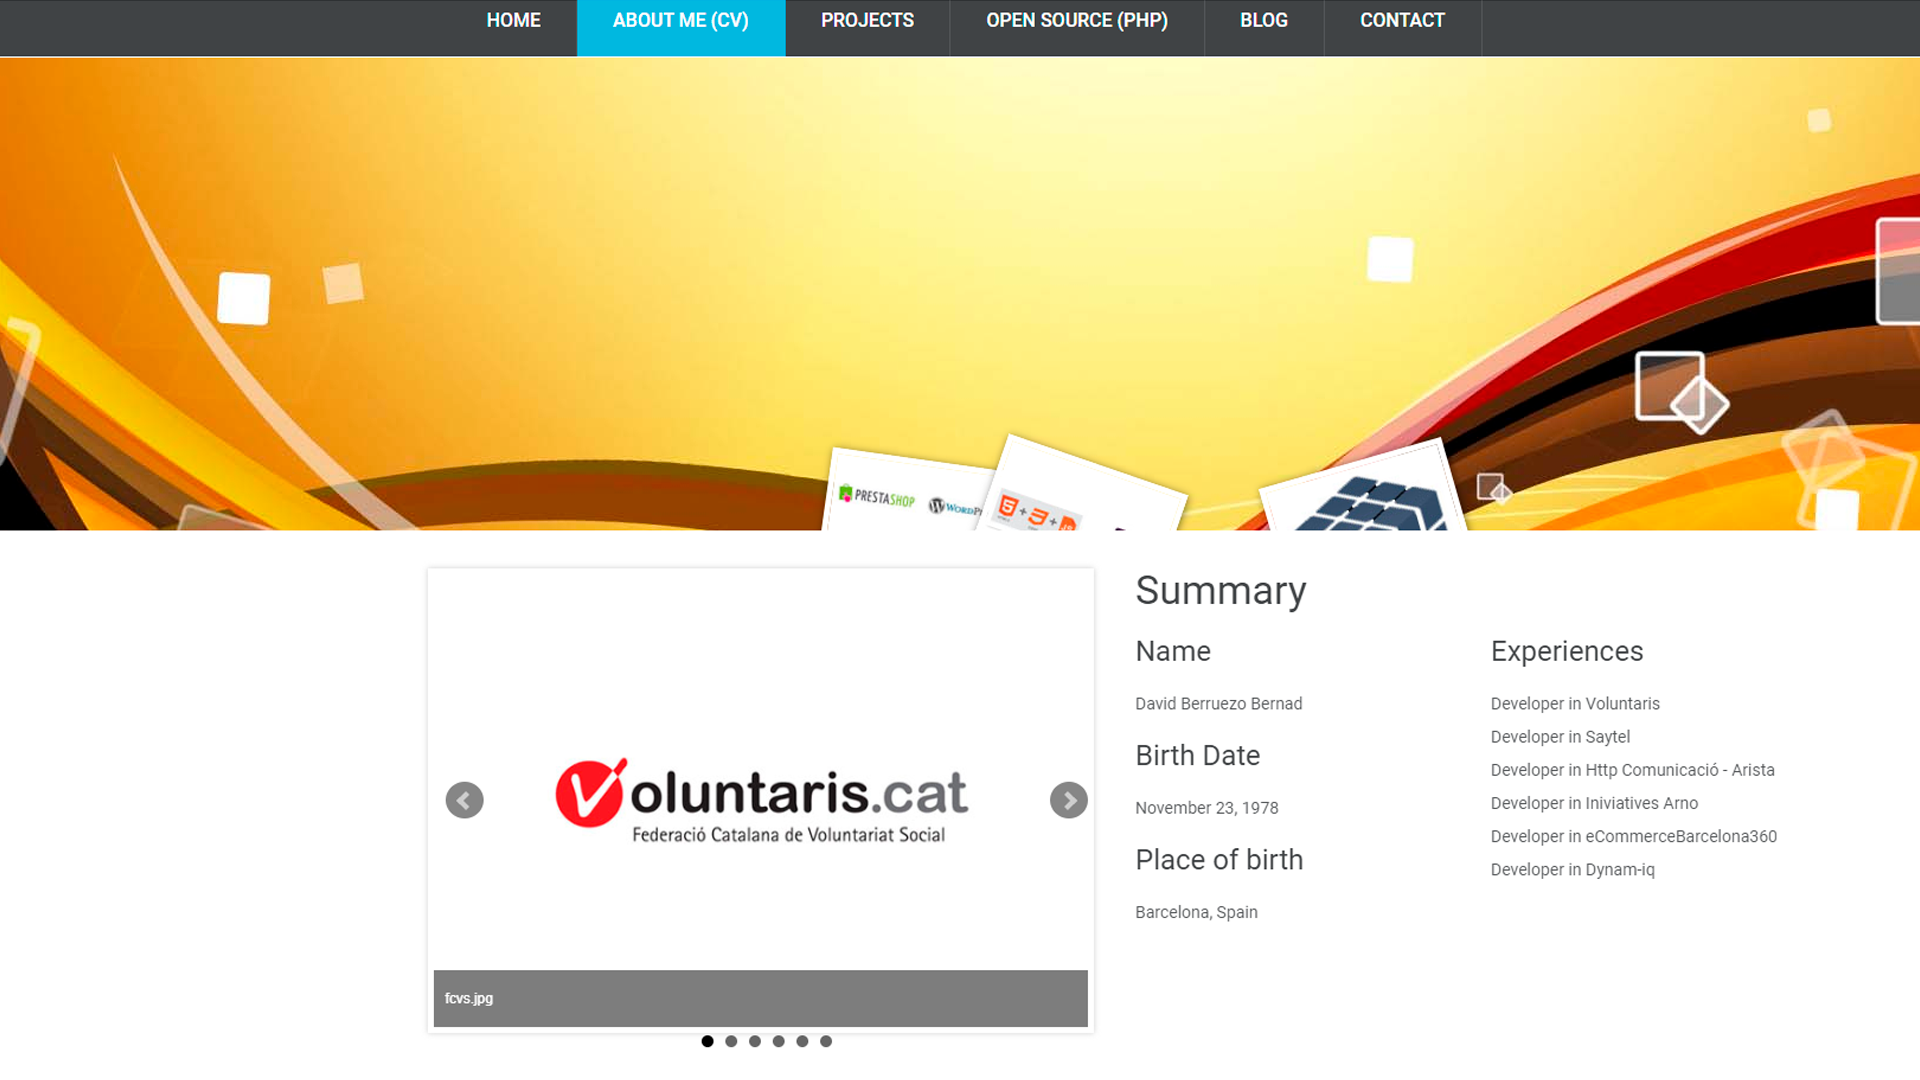 HOME
ABOUT ME (CV)
PROJECTS
OPEN SOURCE (PHP)
BLOG
CONTACT
PRESTASHOP
Summary
Name
David Berruezo Bernad
Birth Date
November 23, 1978
Place of birth
Barcelona, Spain
Experiences
Developer in Voluntaris
Developer in Saytel
Developer in Http Comunicació - Arista
Developer in Iniviatives Arno
Developer in eCommerceBarcelona360
Developer in Dynam-iq
Voluntaris.cat
Federació Catalana de Voluntariat Social
fcvs.jpg